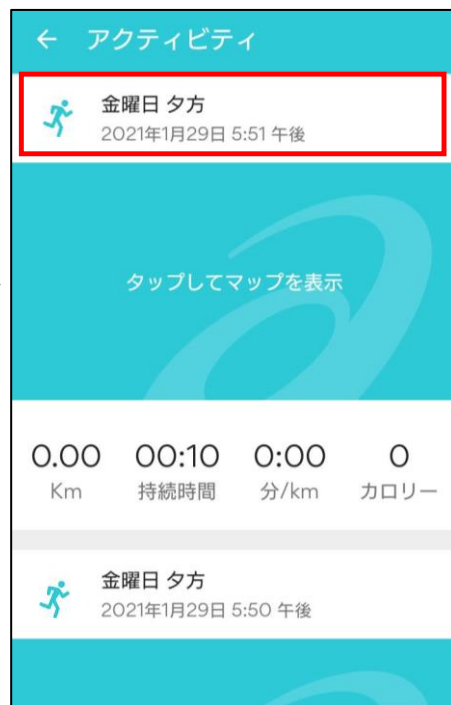 アクティビティ
金曜日 夕方
2021年1月29日 5:51 午後
タップしてマップを表示
0.00 00:10 0:00 0
Km 持続時間 分/km カロリー
金曜日 夕方
2021年1月29日 5:50 午後